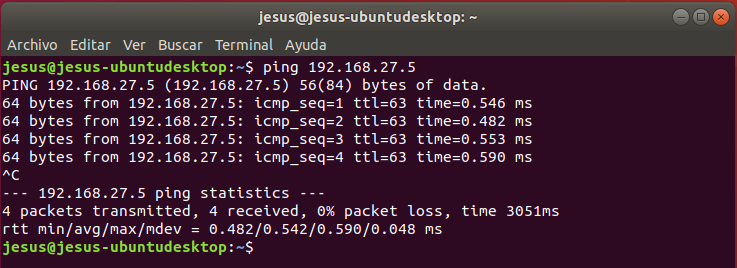 jesus@jesus-ubuntudesktop: ~
Archivo Editar Ver Buscar Terminal Ayuda
jesus@jesus-ubuntudesktop:~$ ping 192.168.27.5
PING 192.168.27.5 (192.168.27.5) 56(84) bytes of data.
64 bytes from 192.168.27.5: icmp_seq=1 ttl=63 time=0.546 ms
64 bytes from 192.168.27.5: icmp_seq=2 ttl=63 time=0.482 ms
64 bytes from 192.168.27.5: icmp_seq=3 ttl=63 time=0.553 ms
64 bytes from 192.168.27.5: icmp_seq=4 ttl=63 time=0.590 ms
^C
--- 192.168.27.5 ping statistics ---
4 packets transmitted, 4 received, 0% packet loss, time 3051ms
rtt min/avg/max/mdev = 0.482/0.542/0.590/0.048 ms
jesus@jesus-ubuntudesktop:~$